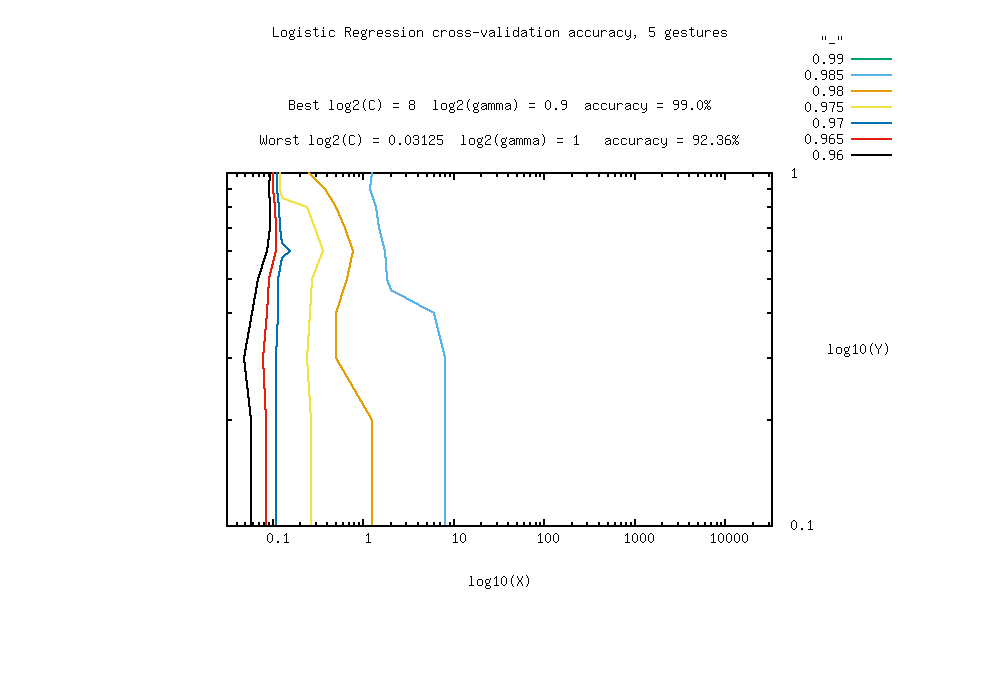 Logistic Regression cross-validation accuracy, 5 gestures
"_"
0.99
0.985
0.98
0.975
0.97
0.965
0.96
Best log2(C) = 8  log2(gamma) = 0.9  accuracy = 99.0%
Worst log2(C) = 0.03125  log2(gamma) = 1   accuracy = 92.36%
1
log10(Y)
0.1
0.1 1 10 100 1000 10000
log10(X)